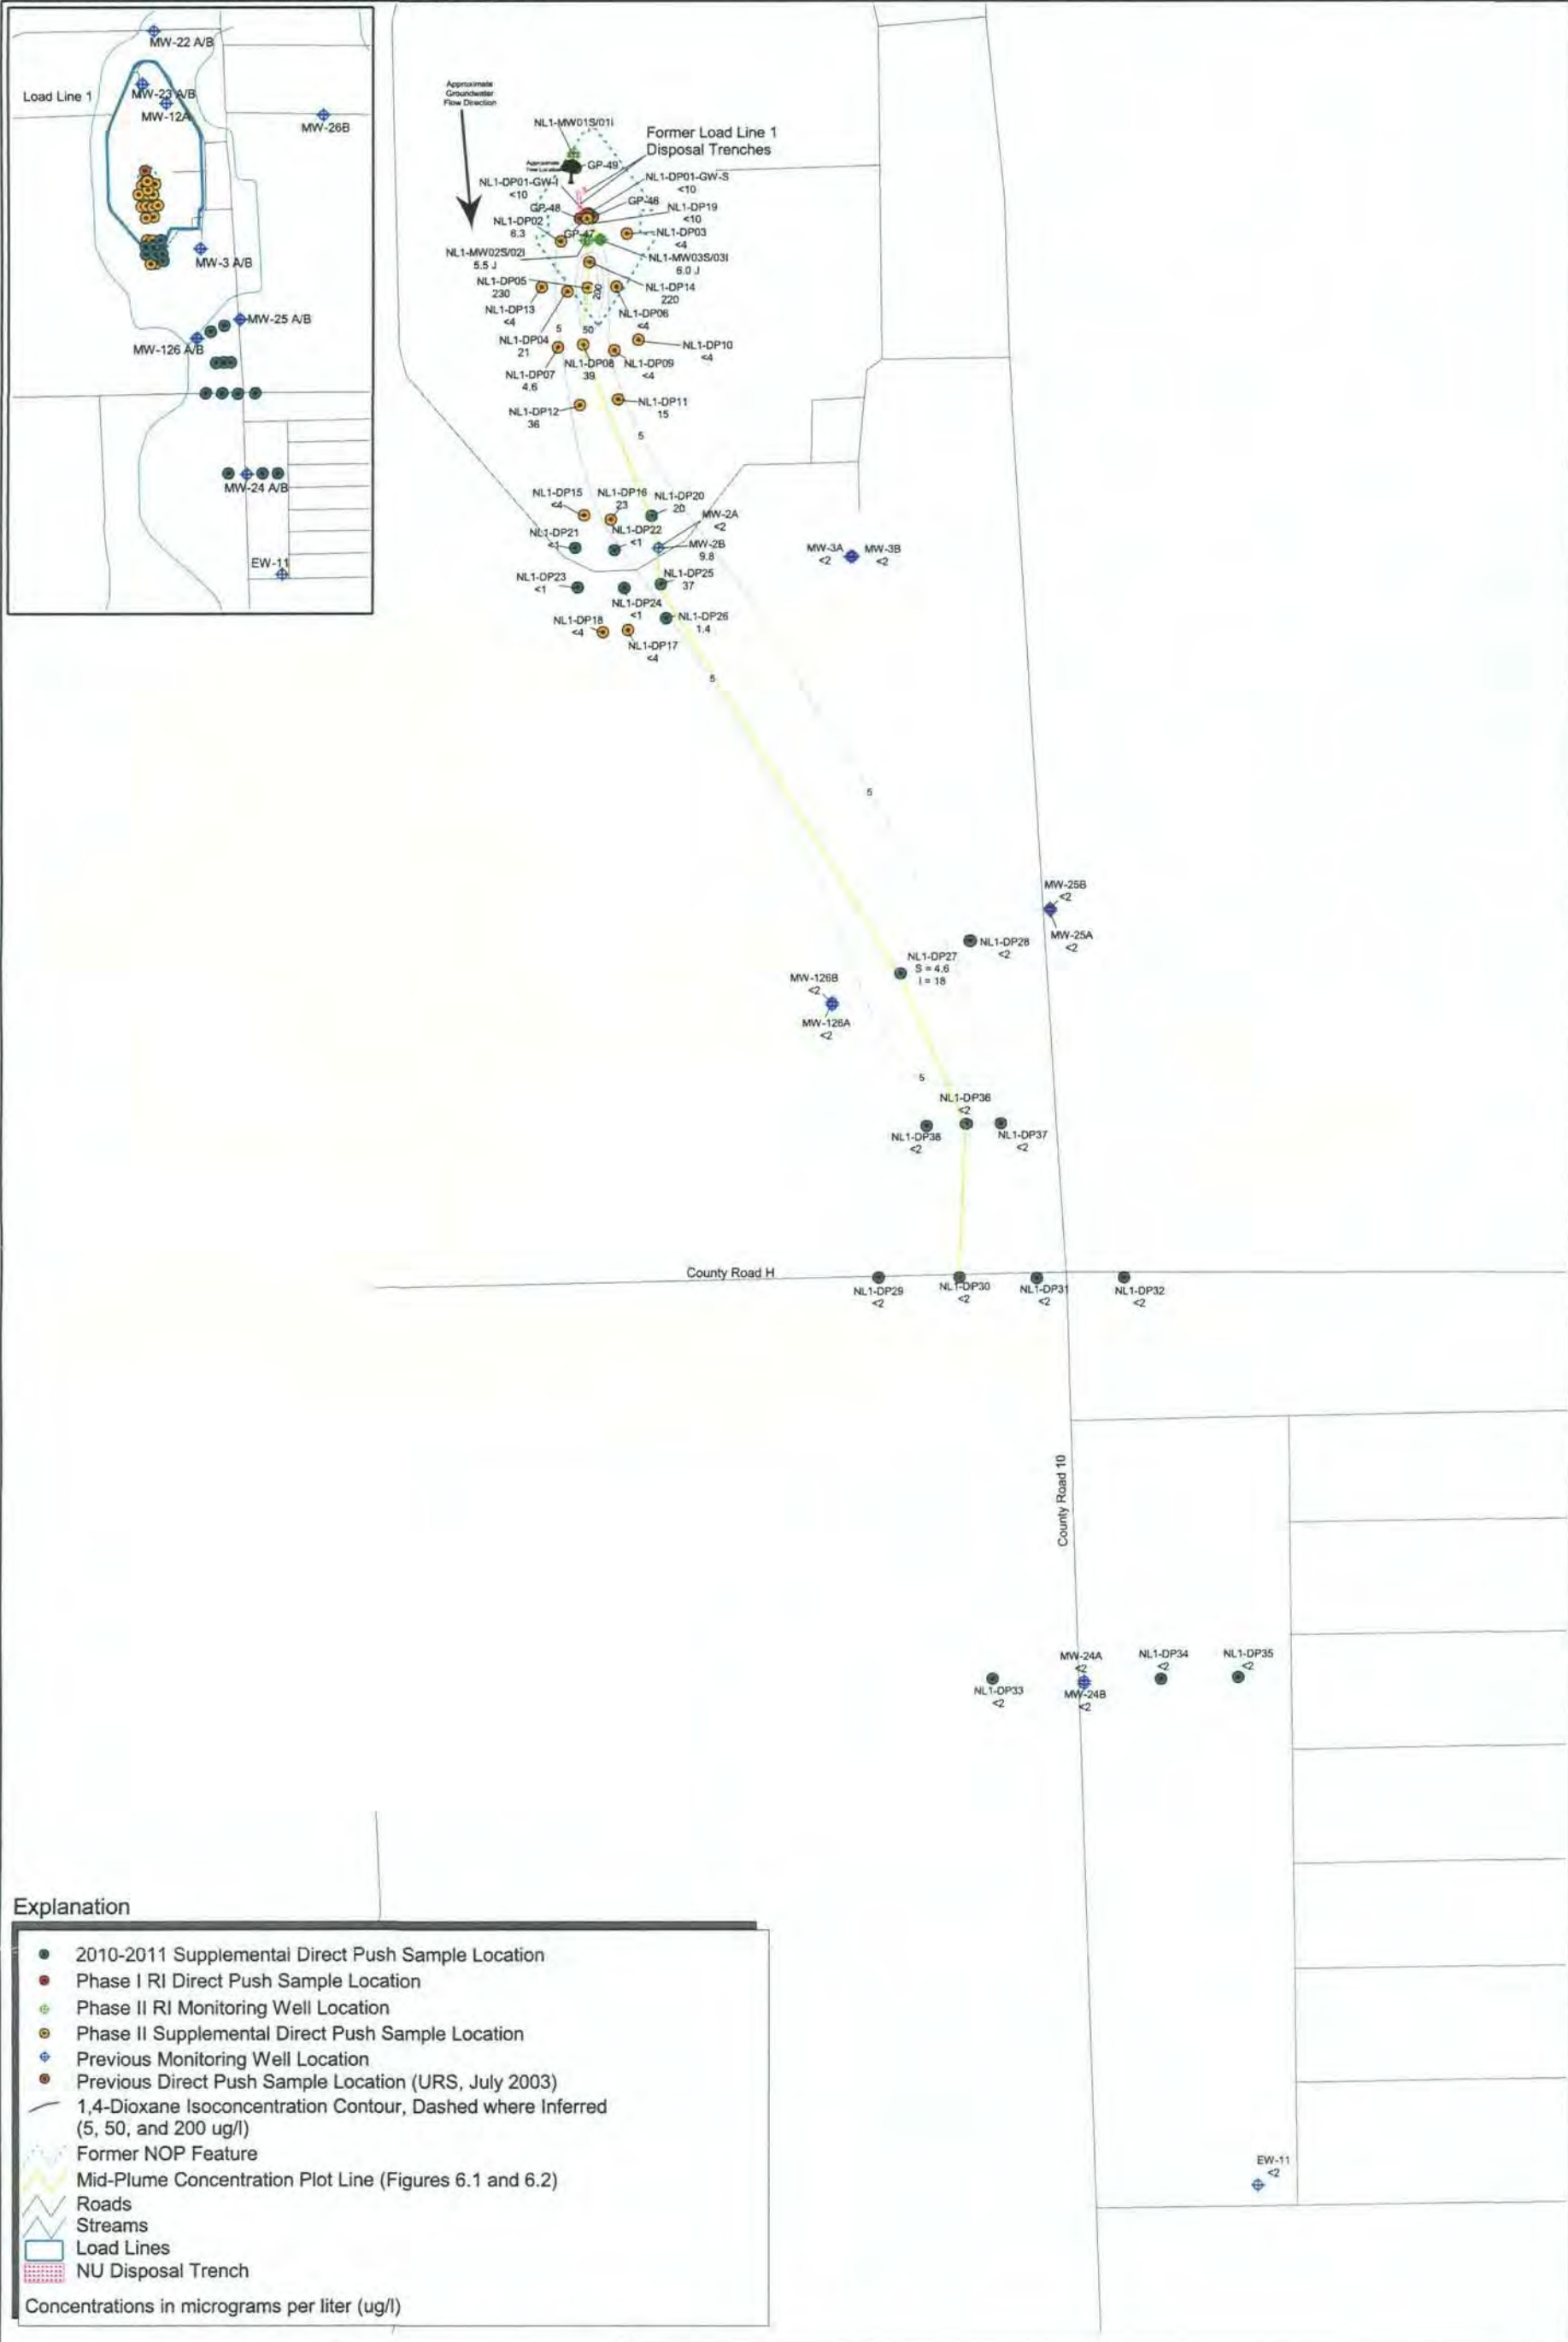 MW-22 A/B
Load Line 1
MW-23 A/B
MW-12A
MW-26B
MW-3 A/B
MW-25 A/B
MW-126 A/B
MW-24 A/B
EW-11
Approximate
Groundwater
Flow Direction
NL1-MW01S/01I
Former Load Line 1
Disposal Trenches
Approximate
Tree Location
GP-49
NL1-DP01-GW-I
<10
NL1-DP01-GW-S
<10
GP-48
GP-46
NL1-DP19
<10
NL1-DP02
6.3
GP-47
NL1-DP03
<4
NL1-MW02S/02I
5.5 J
NL1-MW03S/03I
6.0 J
NL1-DP05
230
200
NL1-DP14
220
NL1-DP13
<4
NL1-DP06
<4
NL1-DP04
21
5
50
NL1-DP10
<4
NL1-DP07
4.6
NL1-DP08
39
NL1-DP09
<4
NL1-DP12
36
NL1-DP11
15
5
NL1-DP15
<4
NL1-DP16
23
NL1-DP20
20
MW-2A
<2
NL1-DP21
<1
NL1-DP22
<1
MW-2B
9.8
MW-3A
<2
MW-3B
<2
NL1-DP23
<1
NL1-DP24
<1
NL1-DP25
37
NL1-DP18
<4
NL1-DP26
1.4
NL1-DP17
<4
5
5
MW-25B
<2
MW-25A
<2
NL1-DP28
<2
NL1-DP27
S = 4.6
I = 18
MW-126B
<2
MW-126A
<2
5
NL1-DP36
<2
NL1-DP38
<2
NL1-DP37
<2
County Road H
NL1-DP29
<2
NL1-DP30
<2
NL1-DP31
<2
NL1-DP32
<2
County Road 10
MW-24A
<2
MW-24B
<2
NL1-DP34
<2
NL1-DP35
<2
NL1-DP33
<2
EW-11
<2
Explanation
2010-2011 Supplemental Direct Push Sample Location
Phase I RI Direct Push Sample Location
Phase II RI Monitoring Well Location
Phase II Supplemental Direct Push Sample Location
Previous Monitoring Well Location
Previous Direct Push Sample Location (URS, July 2003)
1,4-Dioxane Isoconcentration Contour, Dashed where Inferred
(5, 50, and 200 ug/l)
Former NOP Feature
Mid-Plume Concentration Plot Line (Figures 6.1 and 6.2)
Roads
Streams
Load Lines
NU Disposal Trench
Concentrations in micrograms per liter (ug/l)